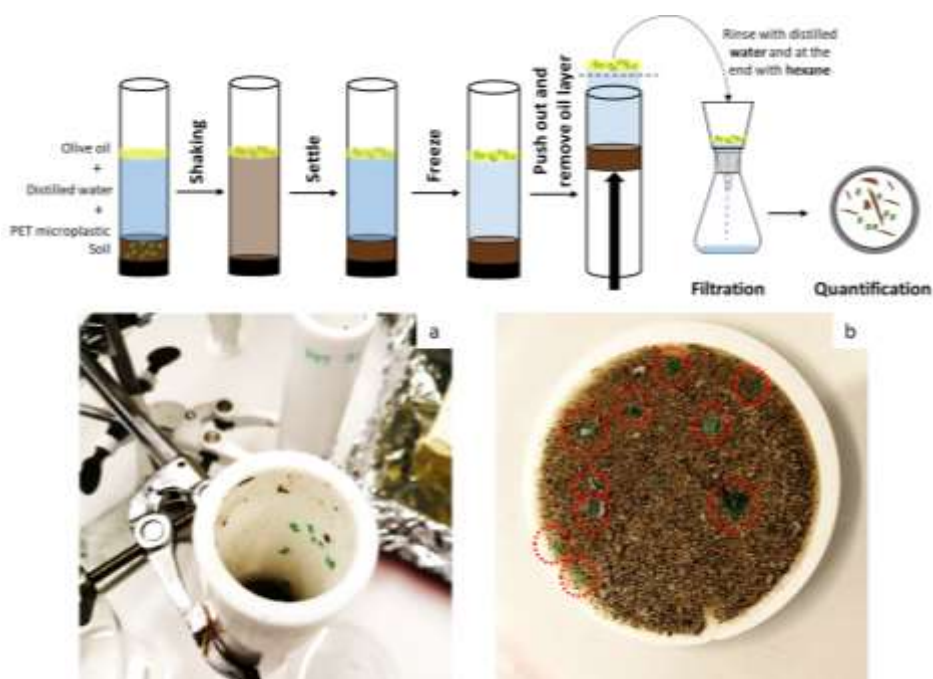 Rinse with distilled
water and at the
end with hexane
Push out and
remove oil layer
Shaking
Settle
Freeze
Olive oil
+
Distilled water
+
PET microplastic
Soil
Filtration
Quantification
a
b